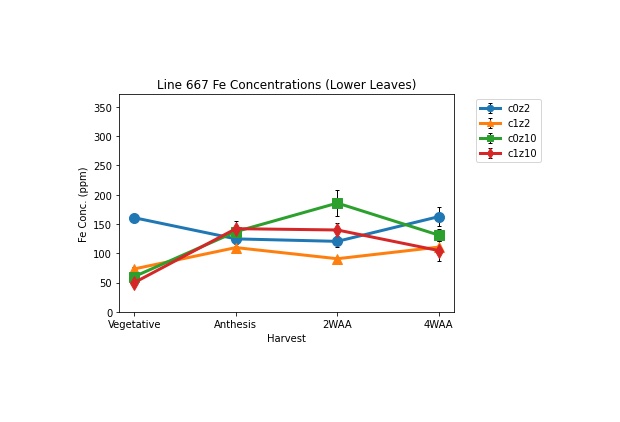 Line 667 Fe Concentrations (Lower Leaves)
Fe Conc. (ppm)
350
300
250
200
150
100
50
0
Vegetative Anthesis 2WAA 4WAA
Harvest
c0z2
c1z2
c0z10
c1z10